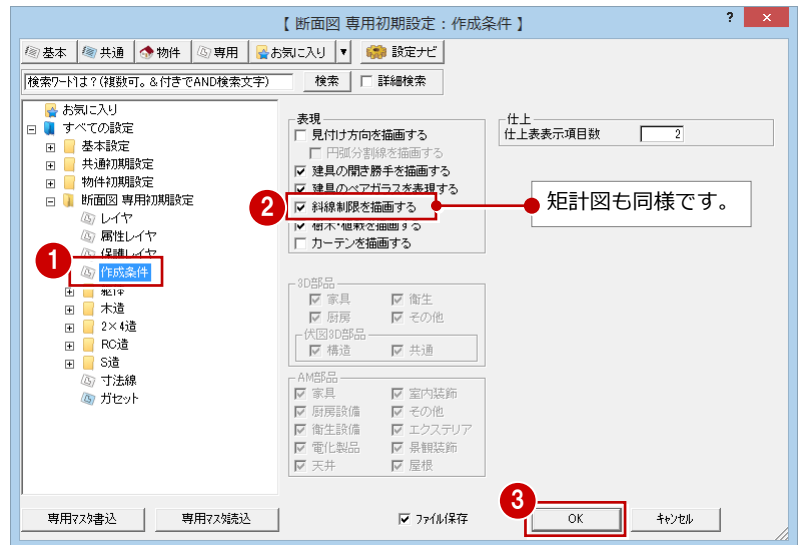 【 断面図 専用初期設定：作成条件 】
? ×
基本 共通 物件 専用 お気に入り ▼ 設定ナビ
検索ワードは？(複数可。＆付きでAND検索文字) 検索 詳細検索
お気に入り
すべての設定
基本設定
共通初期設定
物件初期設定
断面図 専用初期設定
レイヤ
属性レイヤ
保護レイヤ
1
作成条件
躯体
木造
2×4造
RC造
S造
寸法線
ガセット
表現
見付け方向を描画する
円弧分割線を描画する
建具の開き勝手を描画する
建具のペアガラスを表現する
2
斜線制限を描画する
樹木・植栽を描画する
カーテンを描画する
仕上
仕上表表示項目数 2
矩計図も同様です。
3D部品
家具 衛生
厨房 その他
伏図3D部品
構造 共通
AM部品
家具 室内装飾
厨房設備 その他
衛生設備 エクステリア
電化製品 景観装飾
天井 屋根
3
専用マスタ書込 専用マスタ読込 ファイル保存 OK キャンセル